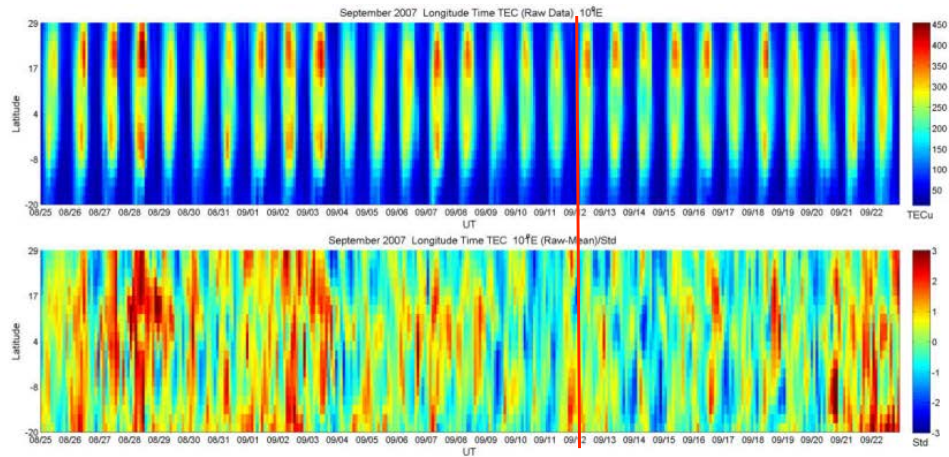 September 2007 Longitude Time TEC (Raw Data) 10°E
Latitude
29
17
4
-8
-20
08/25 08/26 08/27 08/28 08/29 08/30 08/31 09/01 09/02 09/03 09/04 09/05 09/06 09/07 09/08 09/09 09/10 09/11 09/12 09/13 09/14 09/15 09/16 09/17 09/18 09/19 09/20 09/21 09/22
UT
450
400
350
300
250
200
150
100
50
TECu
September 2007 Longitude Time TEC 10°E (Raw-Mean)/Std
Latitude
29
17
4
-8
-20
08/25 08/26 08/27 08/28 08/29 08/30 08/31 09/01 09/02 09/03 09/04 09/05 09/06 09/07 09/08 09/09 09/10 09/11 09/12 09/13 09/14 09/15 09/16 09/17 09/18 09/19 09/20 09/21 09/22
UT
3
2
1
0
-1
-2
-3
Std